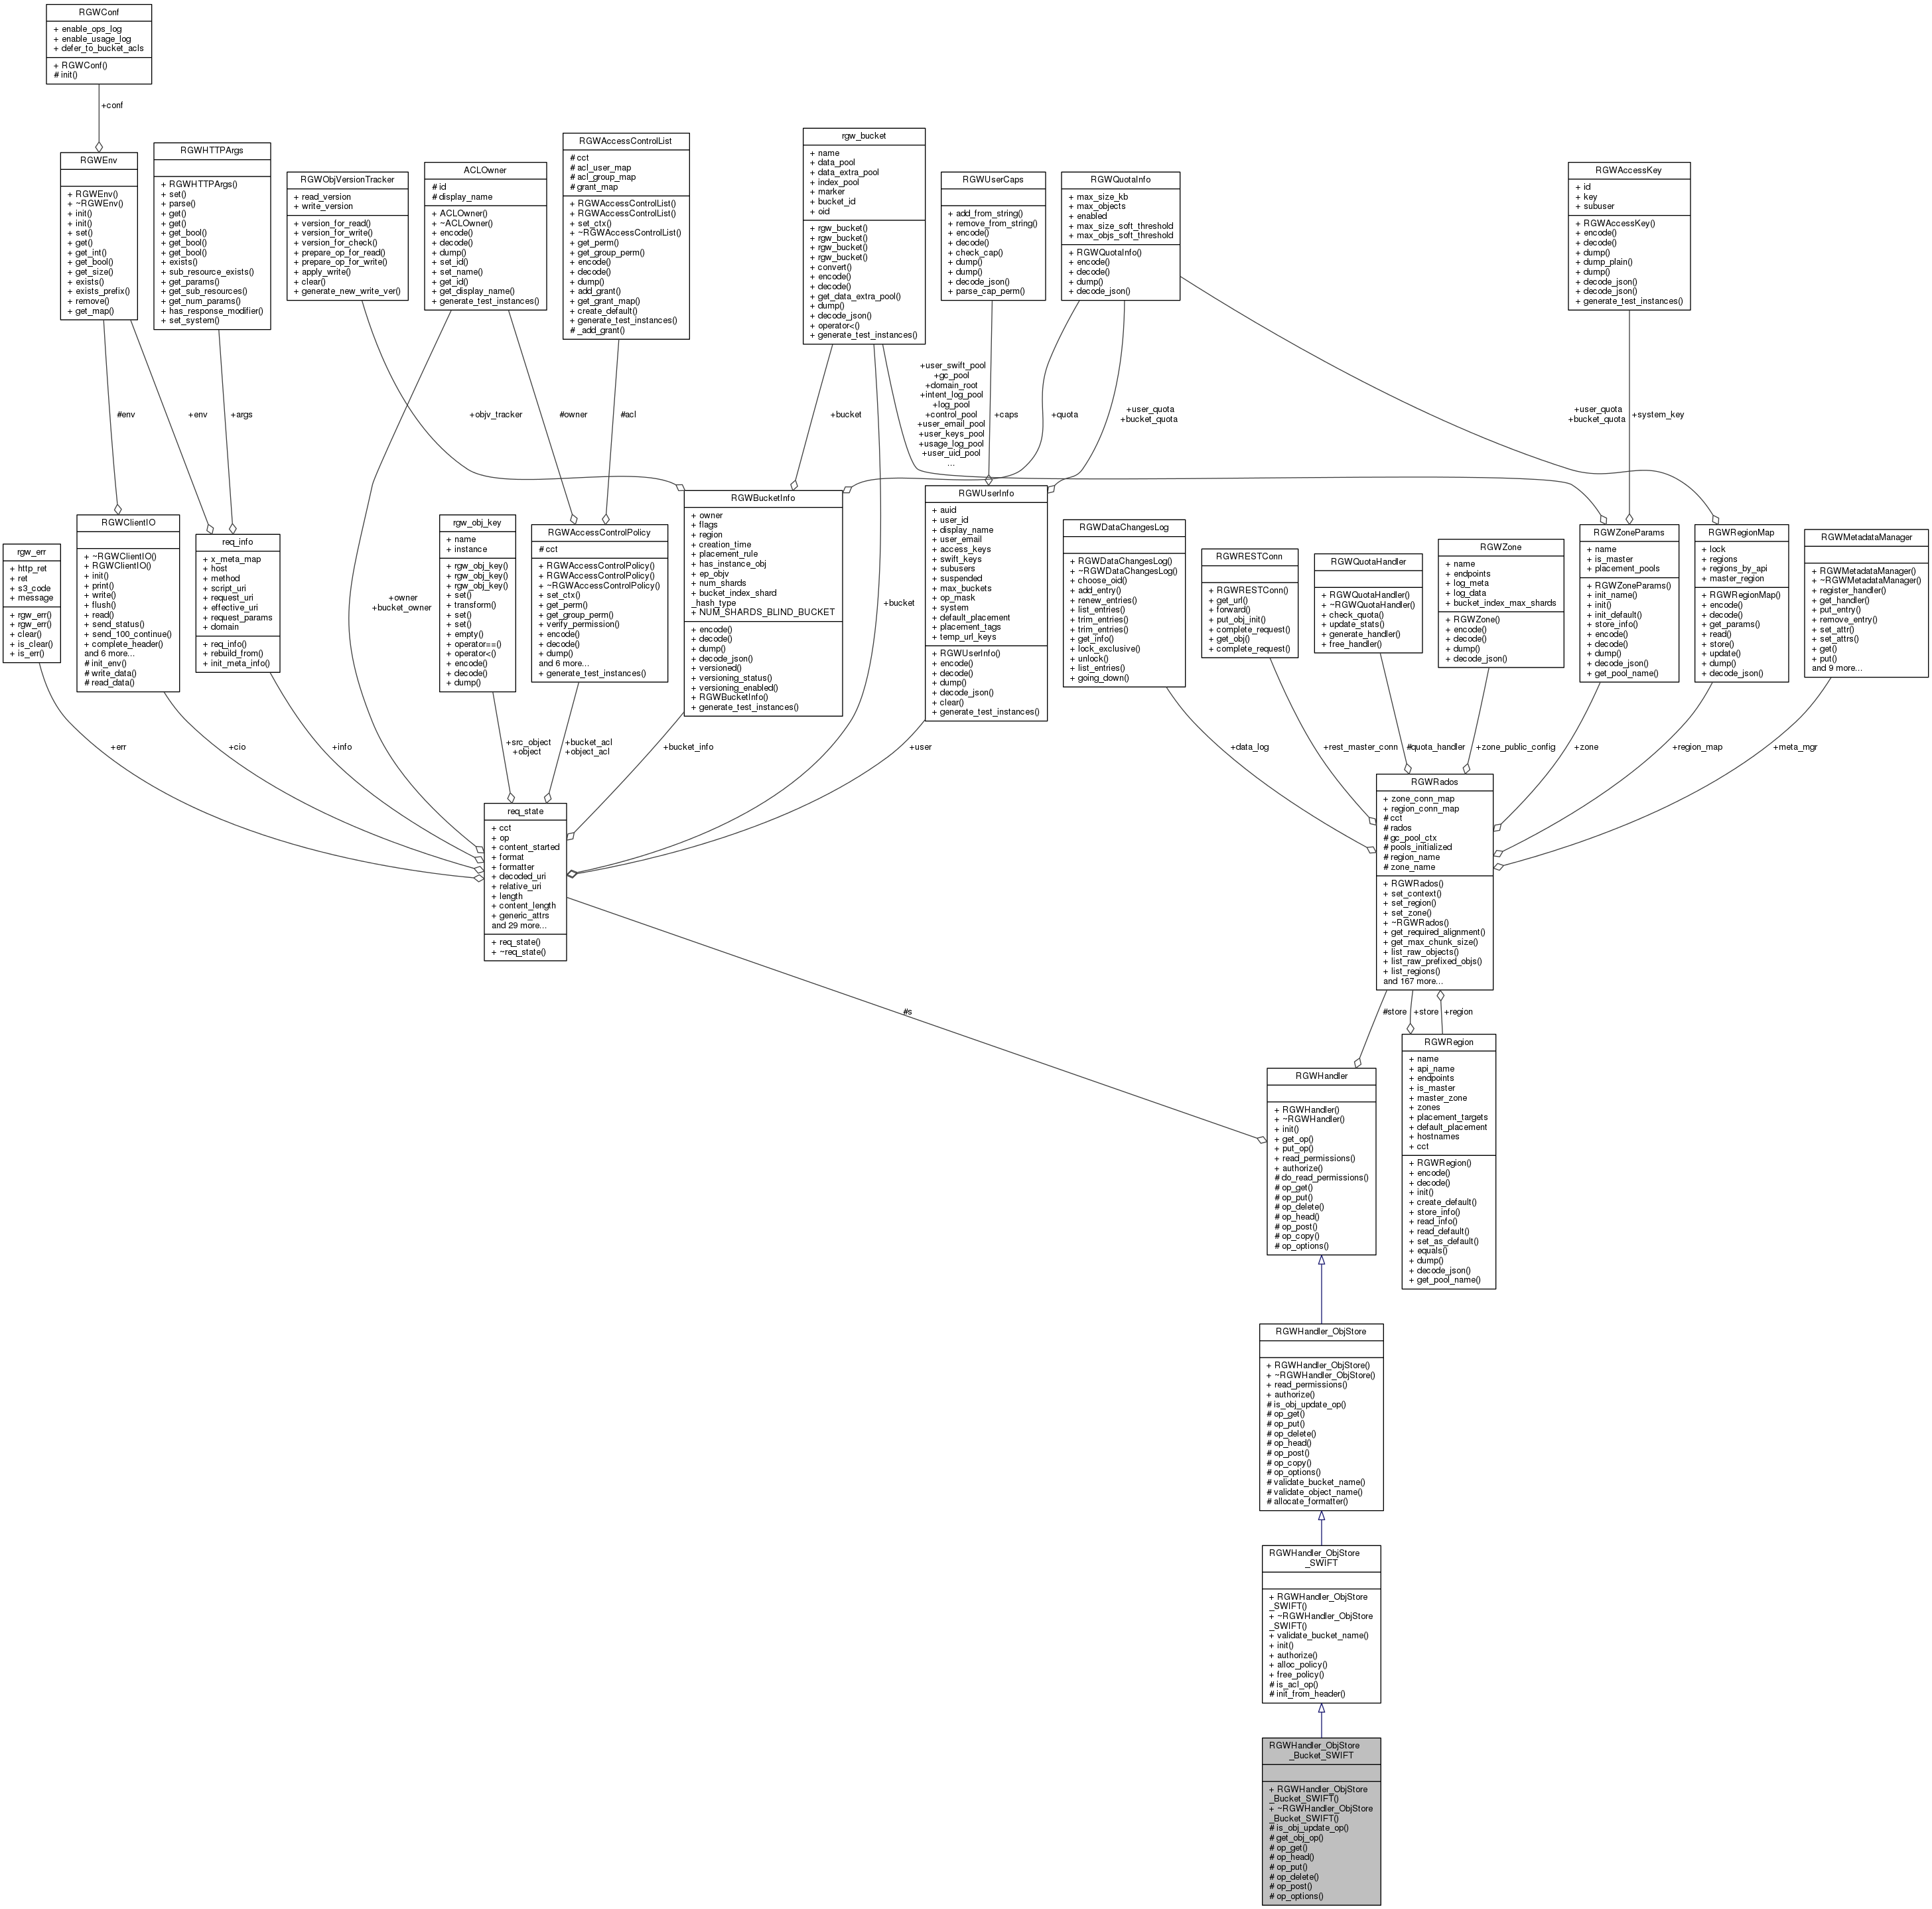 RGWConf
+ enable_ops_log
+ enable_usage_log
+ defer_to_bucket_acls
+ RGWConf()
# init()
+conf
RGWEnv
+ RGWEnv()
+ ~RGWEnv()
+ init()
+ init()
+ set()
+ get()
+ get_int()
+ get_bool()
+ get_size()
+ exists()
+ exists_prefix()
+ remove()
+ get_map()
RGWHTTPArgs
+ RGWHTTPArgs()
+ set()
+ parse()
+ get()
+ get()
+ get_bool()
+ get_bool()
+ get_bool()
+ exists()
+ sub_resource_exists()
+ get_params()
+ get_sub_resources()
+ get_num_params()
+ has_response_modifier()
+ set_system()
RGWObjVersionTracker
+ read_version
+ write_version
+ version_for_read()
+ version_for_write()
+ version_for_check()
+ prepare_op_for_read()
+ prepare_op_for_write()
+ apply_write()
+ clear()
+ generate_new_write_ver()
ACLOwner
# id
# display_name
+ ACLOwner()
+ ~ACLOwner()
+ encode()
+ decode()
+ dump()
+ set_id()
+ set_name()
+ get_id()
+ get_display_name()
+ generate_test_instances()
RGWAccessControlList
# cct
# acl_user_map
# acl_group_map
# grant_map
+ RGWAccessControlList()
+ RGWAccessControlList()
+ set_ctx()
+ ~RGWAccessControlList()
+ get_perm()
+ get_group_perm()
+ encode()
+ decode()
+ dump()
+ add_grant()
+ get_grant_map()
+ create_default()
+ generate_test_instances()
# _add_grant()
rgw_bucket
+ name
+ data_pool
+ data_extra_pool
+ index_pool
+ marker
+ bucket_id
+ oid
+ rgw_bucket()
+ rgw_bucket()
+ rgw_bucket()
+ rgw_bucket()
+ convert()
+ encode()
+ decode()
+ get_data_extra_pool()
+ dump()
+ decode_json()
+ operator<()
+ generate_test_instances()
RGWUserCaps
+ add_from_string()
+ remove_from_string()
+ encode()
+ decode()
+ check_cap()
+ dump()
+ dump()
+ decode_json()
+ parse_cap_perm()
RGWQuotaInfo
+ max_size_kb
+ max_objects
+ enabled
+ max_size_soft_threshold
+ max_objs_soft_threshold
+ RGWQuotaInfo()
+ encode()
+ decode()
+ dump()
+ decode_json()
RGWAccessKey
+ id
+ key
+ subuser
+ RGWAccessKey()
+ encode()
+ decode()
+ dump()
+ dump_plain()
+ dump()
+ decode_json()
+ decode_json()
+ generate_test_instances()
#env
+env
+args
+objv_tracker
#owner
#acl
+bucket
+user_swift_pool
+gc_pool
+domain_root
+intent_log_pool
+log_pool
+control_pool
+user_email_pool
+user_keys_pool
+usage_log_pool
+user_uid_pool
...
+caps
+quota
+user_quota
+bucket_quota
+user_quota
+bucket_quota
+system_key
rgw_err
+ http_ret
+ ret
+ s3_code
+ message
+ rgw_err()
+ rgw_err()
+ clear()
+ is_clear()
+ is_err()
RGWClientIO
+ ~RGWClientIO()
+ RGWClientIO()
+ init()
+ print()
+ write()
+ flush()
+ read()
+ send_status()
+ send_100_continue()
+ complete_header()
and 6 more...
# init_env()
# write_data()
# read_data()
req_info
+ x_meta_map
+ host
+ method
+ script_uri
+ request_uri
+ effective_uri
+ request_params
+ domain
+ req_info()
+ rebuild_from()
+ init_meta_info()
+owner
+bucket_owner
rgw_obj_key
+ name
+ instance
+ rgw_obj_key()
+ rgw_obj_key()
+ rgw_obj_key()
+ set()
+ transform()
+ set()
+ set()
+ empty()
+ operator==()
+ operator<()
+ encode()
+ decode()
+ dump()
RGWAccessControlPolicy
# cct
+ RGWAccessControlPolicy()
+ RGWAccessControlPolicy()
+ ~RGWAccessControlPolicy()
+ set_ctx()
+ get_perm()
+ get_group_perm()
+ verify_permission()
+ encode()
+ decode()
+ dump()
and 6 more...
+ generate_test_instances()
RGWBucketInfo
+ owner
+ flags
+ region
+ creation_time
+ placement_rule
+ has_instance_obj
+ ep_objv
+ num_shards
+ bucket_index_shard
_hash_type
+ NUM_SHARDS_BLIND_BUCKET
+ encode()
+ decode()
+ dump()
+ decode_json()
+ versioned()
+ versioning_status()
+ versioning_enabled()
+ RGWBucketInfo()
+ generate_test_instances()
+bucket
RGWUserInfo
+ auid
+ user_id
+ display_name
+ user_email
+ access_keys
+ swift_keys
+ subusers
+ suspended
+ max_buckets
+ op_mask
+ system
+ default_placement
+ placement_tags
+ temp_url_keys
+ RGWUserInfo()
+ encode()
+ decode()
+ dump()
+ decode_json()
+ clear()
+ generate_test_instances()
RGWDataChangesLog
+ RGWDataChangesLog()
+ ~RGWDataChangesLog()
+ choose_oid()
+ add_entry()
+ renew_entries()
+ list_entries()
+ trim_entries()
+ trim_entries()
+ get_info()
+ lock_exclusive()
+ unlock()
+ list_entries()
+ going_down()
RGWRESTConn
+ RGWRESTConn()
+ get_url()
+ forward()
+ put_obj_init()
+ complete_request()
+ get_obj()
+ complete_request()
RGWQuotaHandler
+ RGWQuotaHandler()
+ ~RGWQuotaHandler()
+ check_quota()
+ update_stats()
+ generate_handler()
+ free_handler()
RGWZone
+ name
+ endpoints
+ log_meta
+ log_data
+ bucket_index_max_shards
+ RGWZone()
+ encode()
+ decode()
+ dump()
+ decode_json()
RGWZoneParams
+ name
+ is_master
+ placement_pools
+ RGWZoneParams()
+ init_name()
+ init()
+ init_default()
+ store_info()
+ encode()
+ decode()
+ dump()
+ decode_json()
+ get_pool_name()
RGWRegionMap
+ lock
+ regions
+ regions_by_api
+ master_region
+ RGWRegionMap()
+ encode()
+ decode()
+ get_params()
+ read()
+ store()
+ update()
+ dump()
+ decode_json()
RGWMetadataManager
+ RGWMetadataManager()
+ ~RGWMetadataManager()
+ register_handler()
+ get_handler()
+ put_entry()
+ remove_entry()
+ set_attr()
+ set_attrs()
+ get()
+ put()
and 9 more...
+err
+cio
+info
+src_object
+object
+bucket_acl
+object_acl
+bucket_info
+user
+data_log
+rest_master_conn
#quota_handler
+zone_public_config
+zone
+region_map
+meta_mgr
req_state
+ cct
+ op
+ content_started
+ format
+ formatter
+ decoded_uri
+ relative_uri
+ length
+ content_length
+ generic_attrs
and 29 more...
+ req_state()
+ ~req_state()
RGWRados
+ zone_conn_map
+ region_conn_map
# cct
# rados
# gc_pool_ctx
# pools_initialized
# region_name
# zone_name
+ RGWRados()
+ set_context()
+ set_region()
+ set_zone()
+ ~RGWRados()
+ get_required_alignment()
+ get_max_chunk_size()
+ list_raw_objects()
+ list_raw_prefixed_objs()
+ list_regions()
and 167 more...
#s
#store
+store
+region
RGWHandler
+ RGWHandler()
+ ~RGWHandler()
+ init()
+ get_op()
+ put_op()
+ read_permissions()
+ authorize()
# do_read_permissions()
# op_get()
# op_put()
# op_delete()
# op_head()
# op_post()
# op_copy()
# op_options()
RGWRegion
+ name
+ api_name
+ endpoints
+ is_master
+ master_zone
+ zones
+ placement_targets
+ default_placement
+ hostnames
+ cct
+ RGWRegion()
+ encode()
+ decode()
+ init()
+ create_default()
+ store_info()
+ read_info()
+ read_default()
+ set_as_default()
+ equals()
+ dump()
+ decode_json()
+ get_pool_name()
RGWHandler_ObjStore
+ RGWHandler_ObjStore()
+ ~RGWHandler_ObjStore()
+ read_permissions()
+ authorize()
# is_obj_update_op()
# op_get()
# op_put()
# op_delete()
# op_head()
# op_post()
# op_copy()
# op_options()
# validate_bucket_name()
# validate_object_name()
# allocate_formatter()
RGWHandler_ObjStore
_SWIFT
+ RGWHandler_ObjStore
_SWIFT()
+ ~RGWHandler_ObjStore
_SWIFT()
+ validate_bucket_name()
+ init()
+ authorize()
+ alloc_policy()
+ free_policy()
# is_acl_op()
# init_from_header()
RGWHandler_ObjStore
_Bucket_SWIFT
+ RGWHandler_ObjStore
_Bucket_SWIFT()
+ ~RGWHandler_ObjStore
_Bucket_SWIFT()
# is_obj_update_op()
# get_obj_op()
# op_get()
# op_head()
# op_put()
# op_delete()
# op_post()
# op_options()